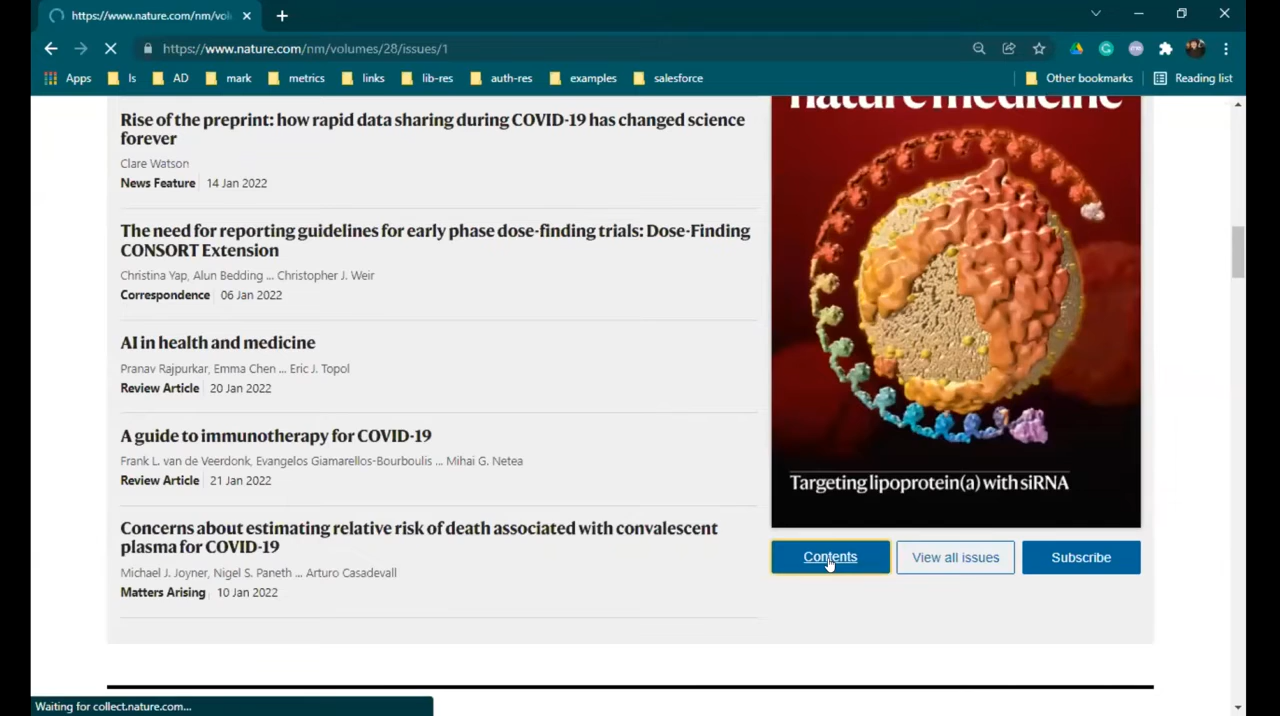 https://www.nature.com/nm/vol
https://www.nature.com/nm/volumes/28/issues/1
Apps ls AD mark metrics links lib-res auth-res examples salesforce Other bookmarks Reading list
nature medicine
Rise of the preprint: how rapid data sharing during COVID-19 has changed science
forever
Clare Watson
News Feature 14 Jan 2022
The need for reporting guidelines for early phase dose-finding trials: Dose-Finding
CONSORT Extension
Christina Yap, Alun Bedding ... Christopher J. Weir
Correspondence 06 Jan 2022
AI in health and medicine
Pranav Rajpurkar, Emma Chen ... Eric J. Topol
Review Article 20 Jan 2022
A guide to immunotherapy for COVID-19
Frank L. van de Veerdonk, Evangelos Giamarellos-Bourboulis ... Mihai G. Netea
Review Article 21 Jan 2022
Concerns about estimating relative risk of death associated with convalescent
plasma for COVID-19
Michael J. Joyner, Nigel S. Paneth ... Arturo Casadevall
Matters Arising 10 Jan 2022
Targeting lipoprotein(a) with siRNA
Contents View all issues Subscribe
Waiting for collect.nature.com...